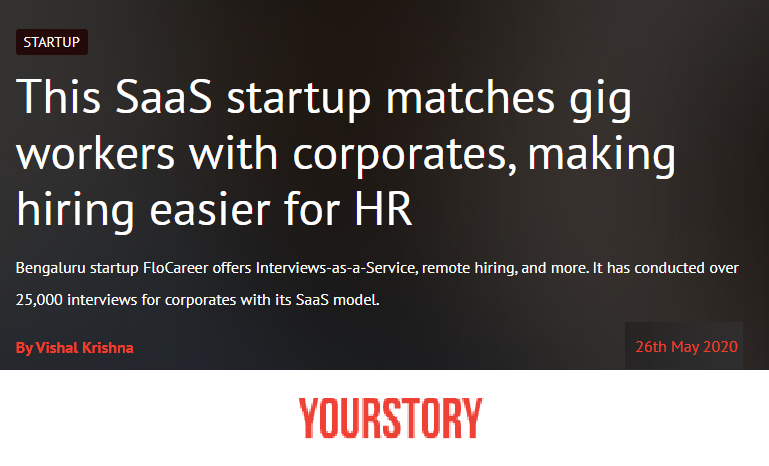 STARTUP
This SaaS startup matches gig
workers with corporates, making
hiring easier for HR
Bengaluru startup FloCareer offers Interviews-as-a-Service, remote hiring, and more. It has conducted over
25,000 interviews for corporates with its SaaS model.
By Vishal Krishna
26th May 2020
YOURSTORY